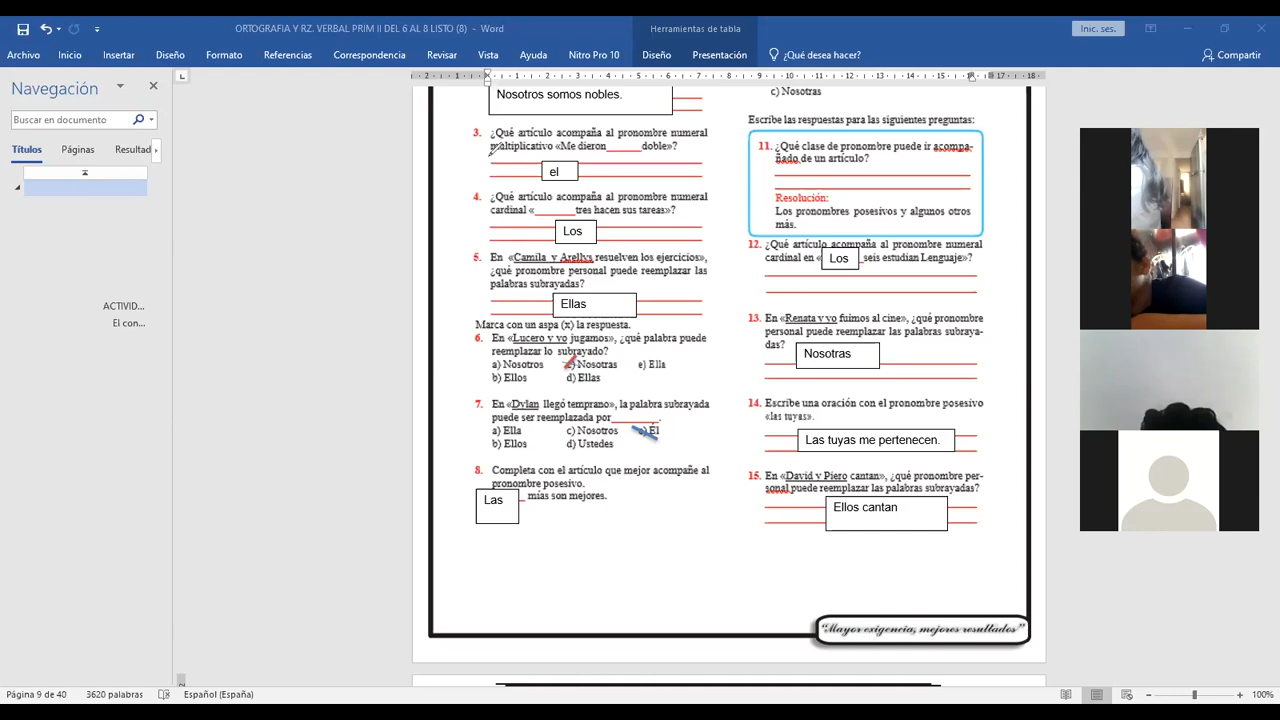 ORTOGRAFIA Y RZ. VERBAL PRIM II DEL 6 AL 8 LISTO (8) - Word
Herramientas de tabla
Inic. ses.
Archivo Inicio Insertar Diseño Formato Referencias Correspondencia Revisar Vista Ayuda Nitro Pro 10 Diseño Presentación ¿Qué desea hacer? Compartir
Navegación
Buscar en documento
Títulos Páginas Resultad
ACTIVID...
El con...
Nosotros somos nobles.
3. ¿Qué artículo acompaña al pronombre numeral
multiplicativo «Me dieron______doble»?
el
4. ¿Qué artículo acompaña al pronombre numeral
cardinal «_______tres hacen sus tareas»?
Los
5. En «Camila y Arellys resuelven los ejercicios»,
¿qué pronombre personal puede reemplazar las
palabras subrayadas?
Ellas
Marca con un aspa (x) la respuesta.
6. En «Lucero y yo jugamos», ¿qué palabra puede
reemplazar lo subrayado?
a) Nosotros c) Nosotras e) Ella
b) Ellos d) Ellas
7. En «Dylan llegó temprano», la palabra subrayada
puede ser reemplazada por________.
a) Ella c) Nosotros e) Él
b) Ellos d) Ustedes
8. Completa con el artículo que mejor acompañe al
pronombre posesivo.
Las _ mías son mejores.
c) Nosotras
Escribe las respuestas para las siguientes preguntas:
11. ¿Qué clase de pronombre puede ir acompa-
ñado de un artículo?
Resolución:
Los pronombres posesivos y algunos otros
más.
12. ¿Qué artículo acompaña al pronombre numeral
cardinal en « Los _seis estudian Lenguaje»?
13. En «Renata y yo fuimos al cine», ¿qué pronombre
personal puede reemplazar las palabras subraya-
das?
Nosotras
14. Escribe una oración con el pronombre posesivo
«las tuyas».
Las tuyas me pertenecen.
15. En «David y Piero cantan», ¿qué pronombre per-
sonal puede reemplazar las palabras subrayadas?
Ellos cantan
"Mayor exigencia, mejores resultados"
Página 9 de 40 3620 palabras Español (España) 100%